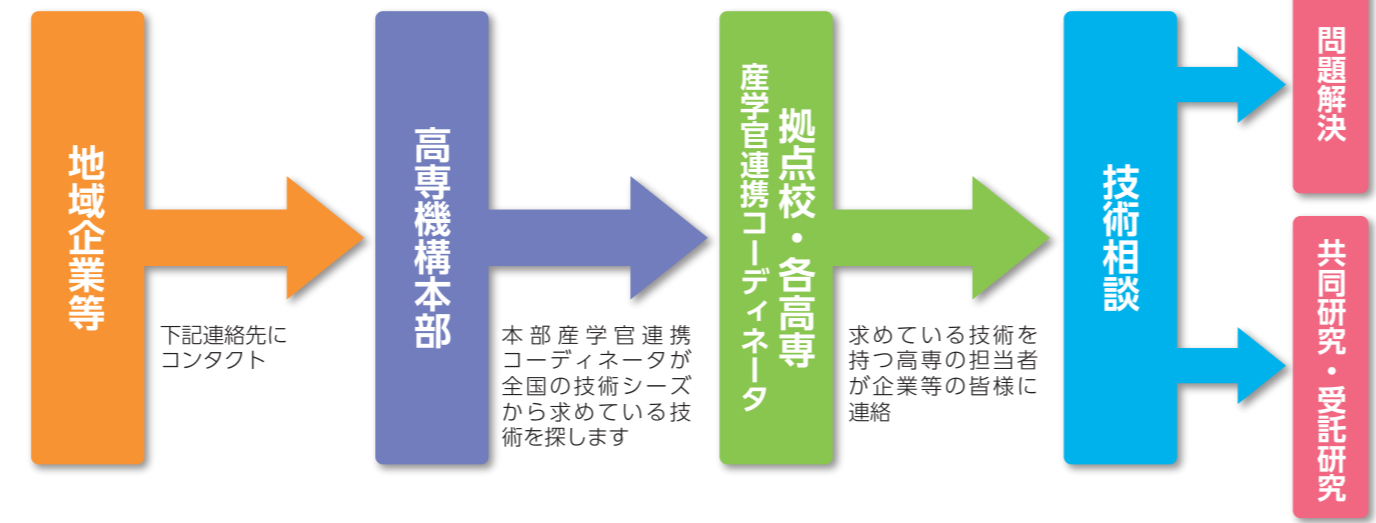 地域企業等
下記連絡先に
コンタクト
高専機構本部
本部産学官連携
コーディネータが
全国の技術シーズ
から求めている技
術を探します
拠点校・各高専
産学官連携コーディネータ
求めている技術を
持つ高専の担当者
が企業等の皆様に
連絡
技術相談
問題解決
共同研究・受託研究